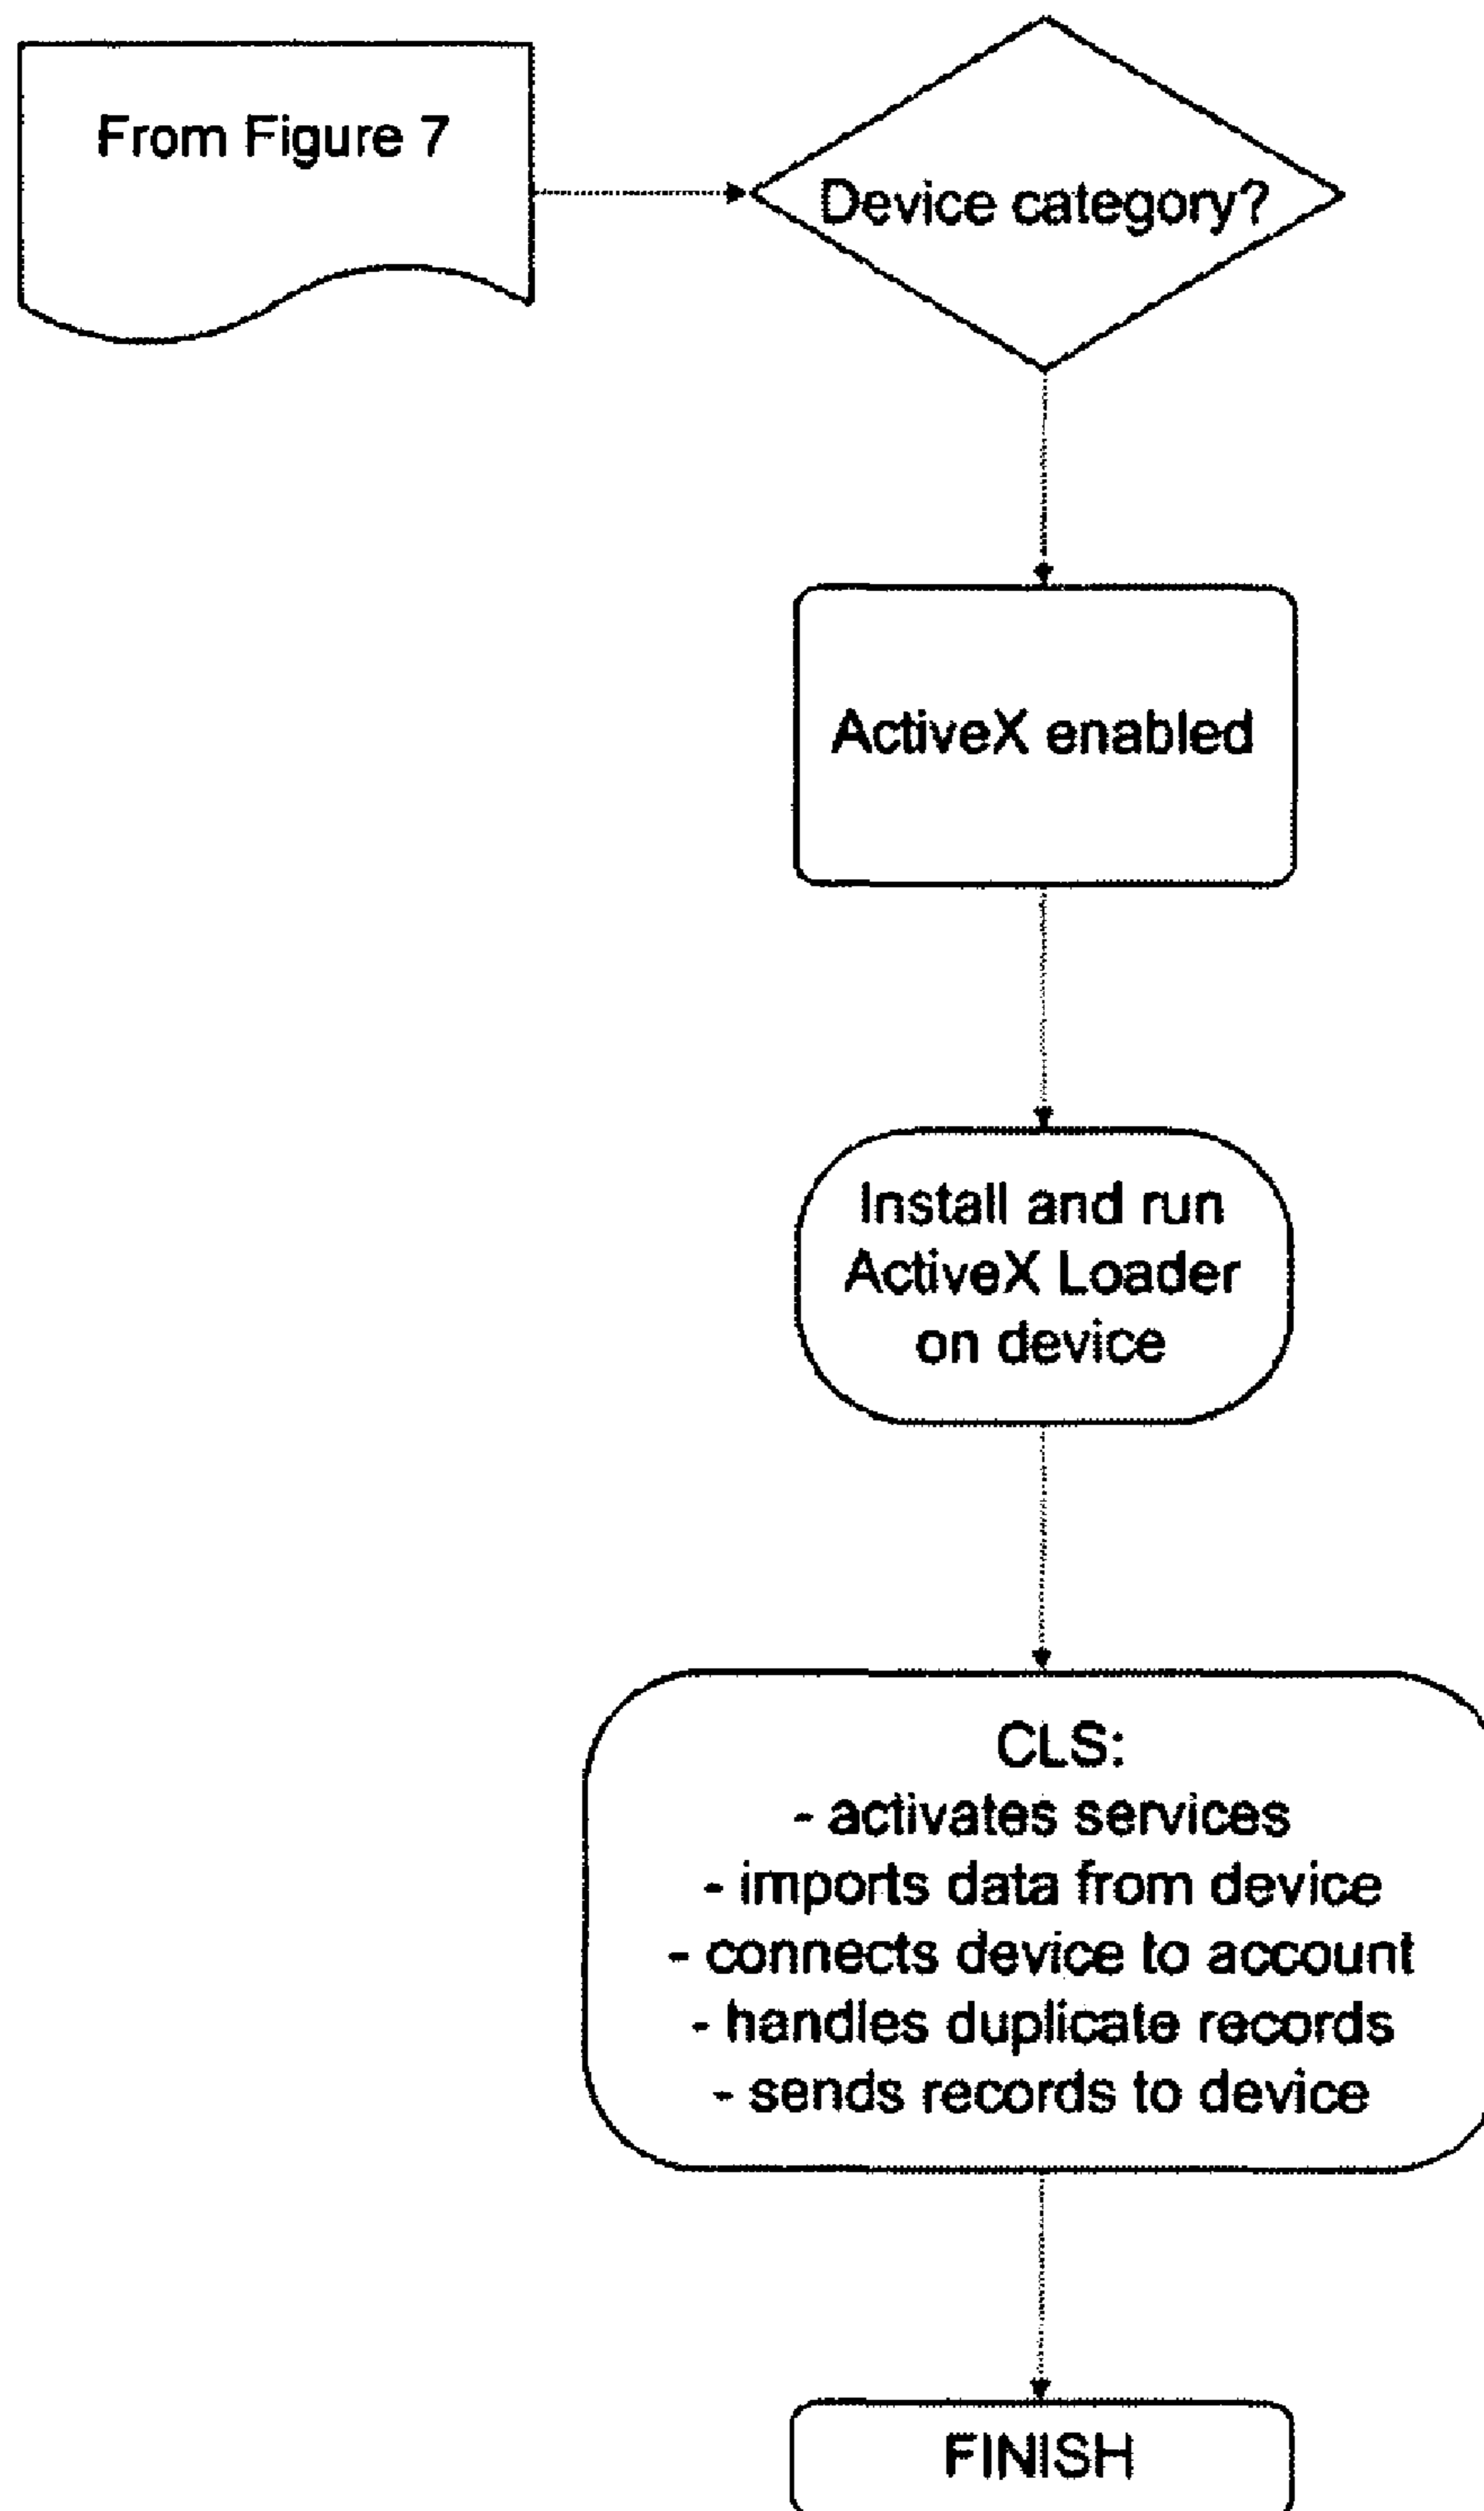 From Figure 7
Device category?
ActiveX enabled
Install and run
ActiveX Loader
on device
CLS:
- activates services
- imports data from device
- connects device to account
- handles duplicate records
- sends records to device
FINISH